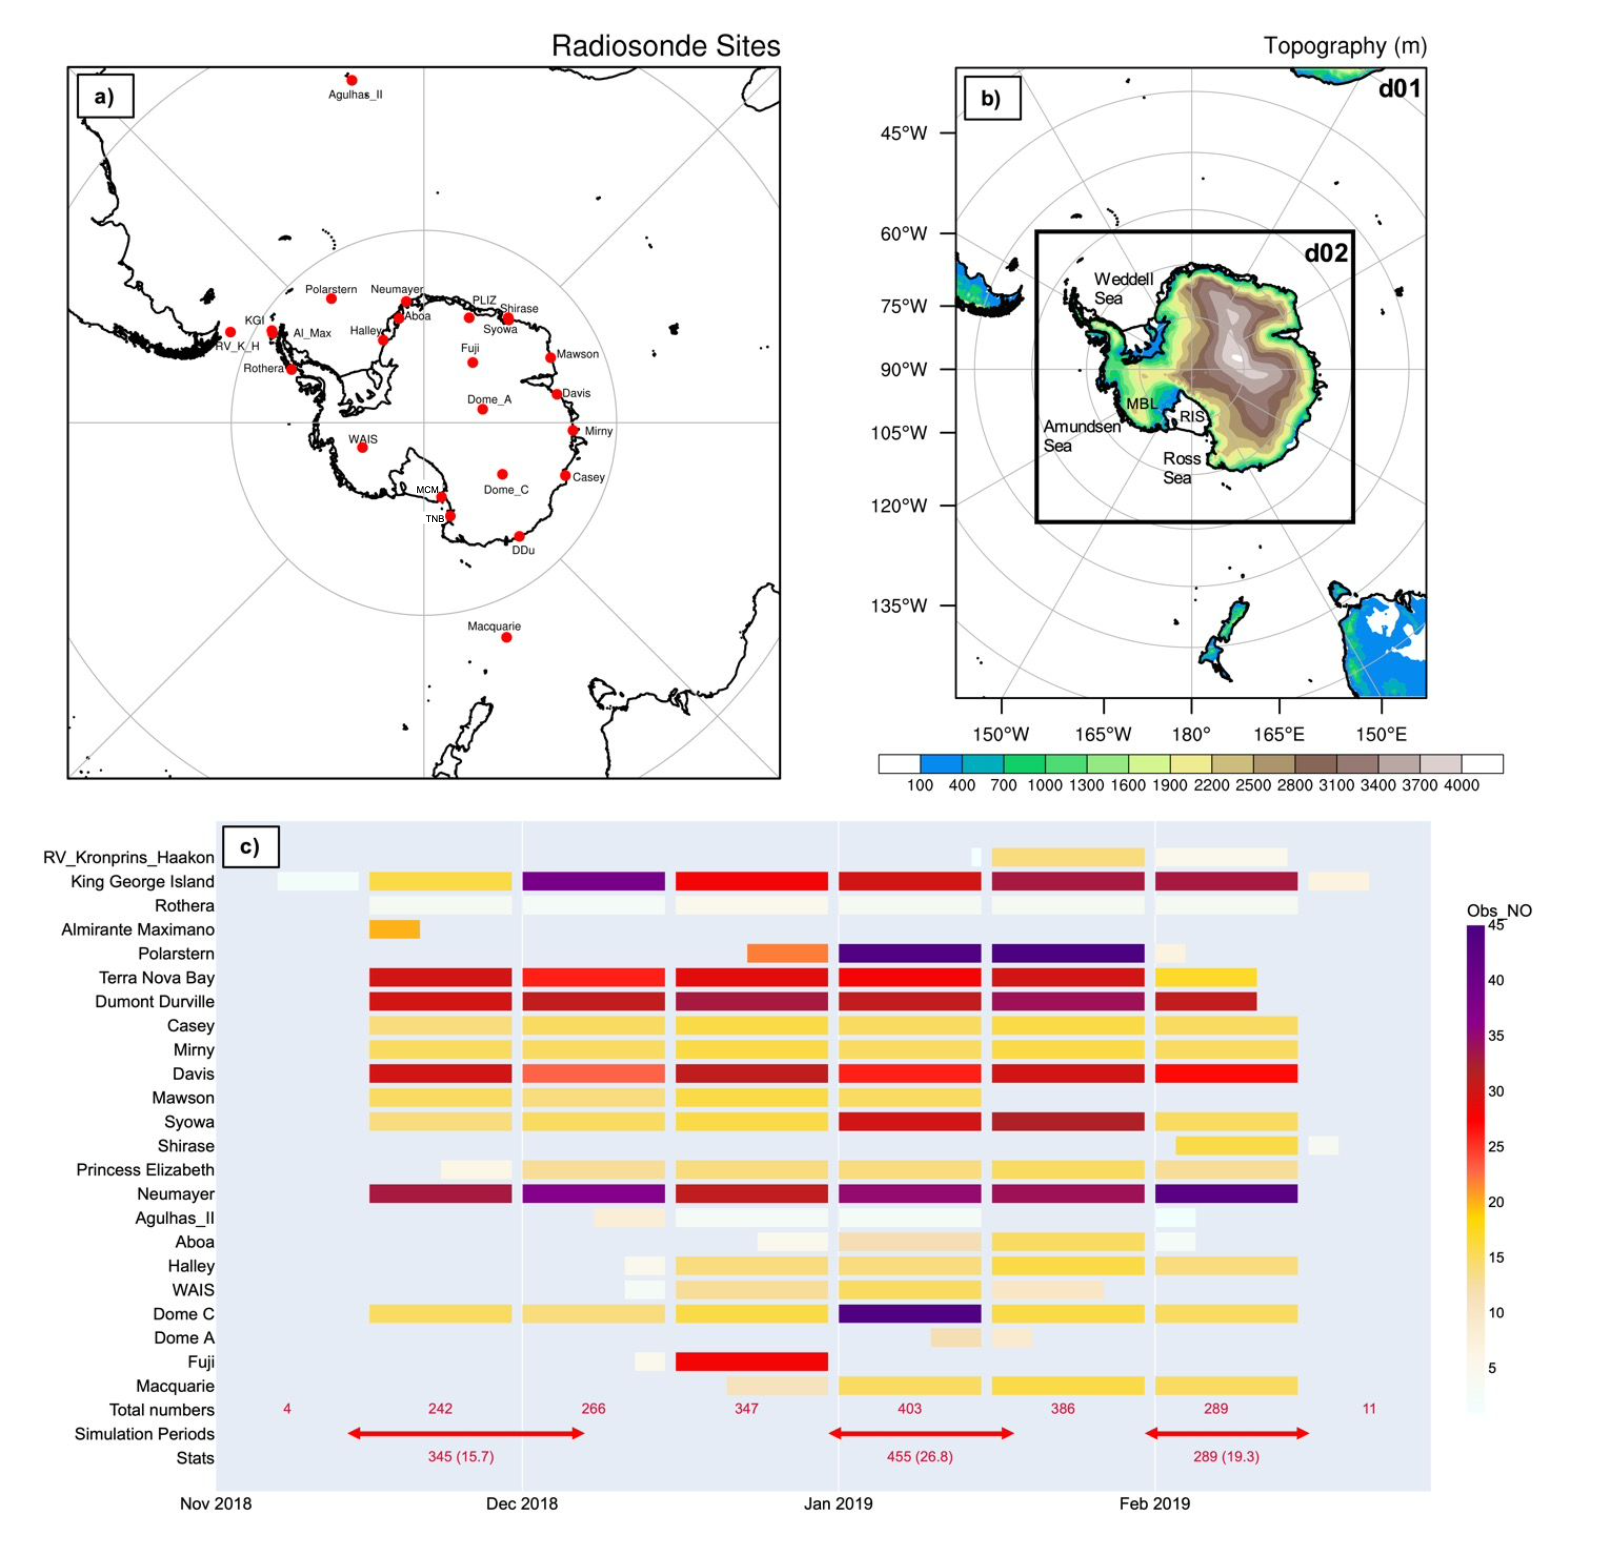 Radiosonde Sites
a)
Agulhas_II
Polarstern
Neumayer
PLIZ
Shirase
Aboa
Syowa
KGI
Al_Max
Halley
RV_K_H
Fuji
Mawson
Rothera
Dome_A
Davis
WAIS
Mirny
MCM
Dome_C
Casey
TNB
DDu
Macquarie
Topography (m)
b)
d01
d02
45°W
60°W
75°W
90°W
105°W
120°W
135°W
Weddell
Sea
MBL
RIS
Amundsen
Sea
Ross
Sea
150°W 165°W 180° 165°E 150°E
100 400 700 1000 1300 1600 1900 2200 2500 2800 3100 3400 3700 4000
c)
RV_Kronprins_Haakon
King George Island
Rothera
Almirante Maximano
Polarstern
Terra Nova Bay
Dumont Durville
Casey
Mirny
Davis
Mawson
Syowa
Shirase
Princess Elizabeth
Neumayer
Agulhas_II
Aboa
Halley
WAIS
Dome C
Dome A
Fuji
Macquarie
Total numbers 4 242 266 347 403 386 289 11
Simulation Periods
Stats 345 (15.7) 455 (26.8) 289 (19.3)
Nov 2018 Dec 2018 Jan 2019 Feb 2019
Obs_NO
45
40
35
30
25
20
15
10
5